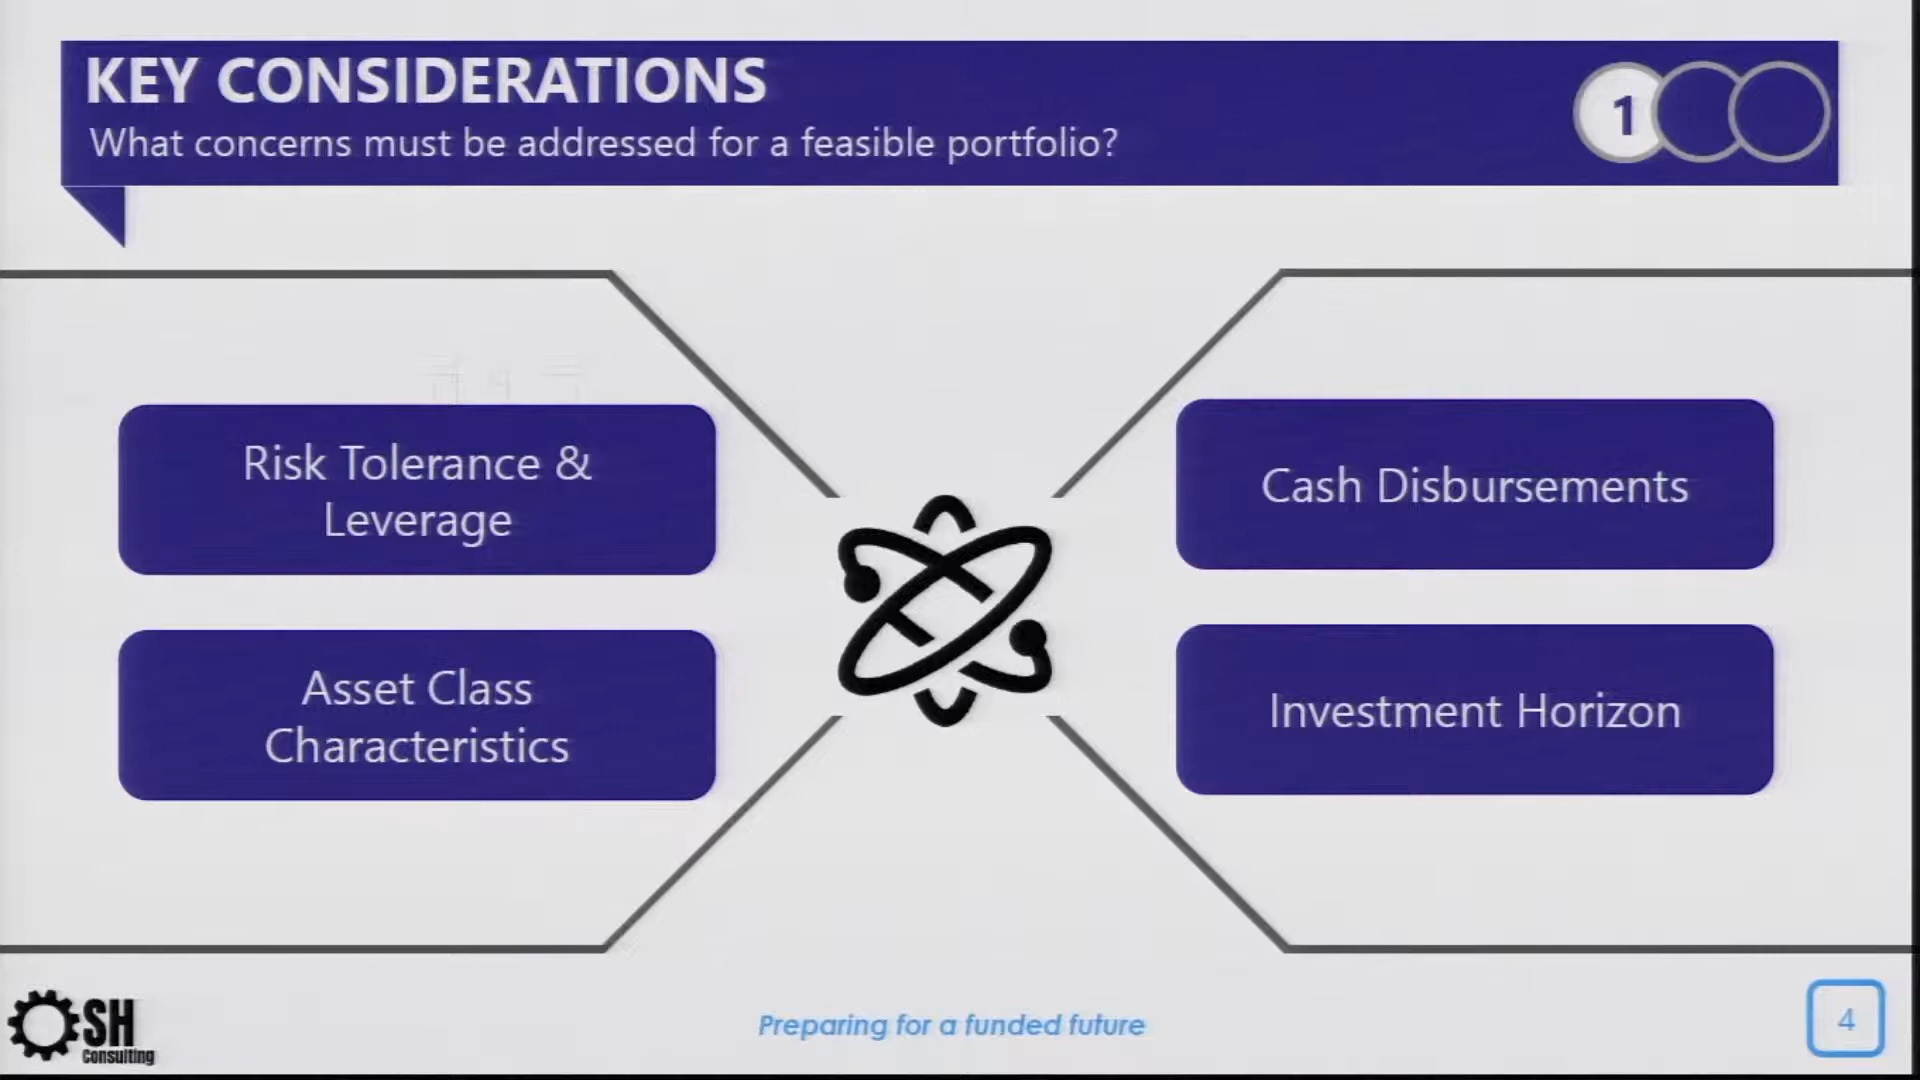 KEY CONSIDERATIONS
What concerns must be addressed for a feasible portfolio?
1
Risk Tolerance &
Leverage
Asset Class
Characteristics
Cash Disbursements
Investment Horizon
SH
Consulting
Preparing for a funded future
4